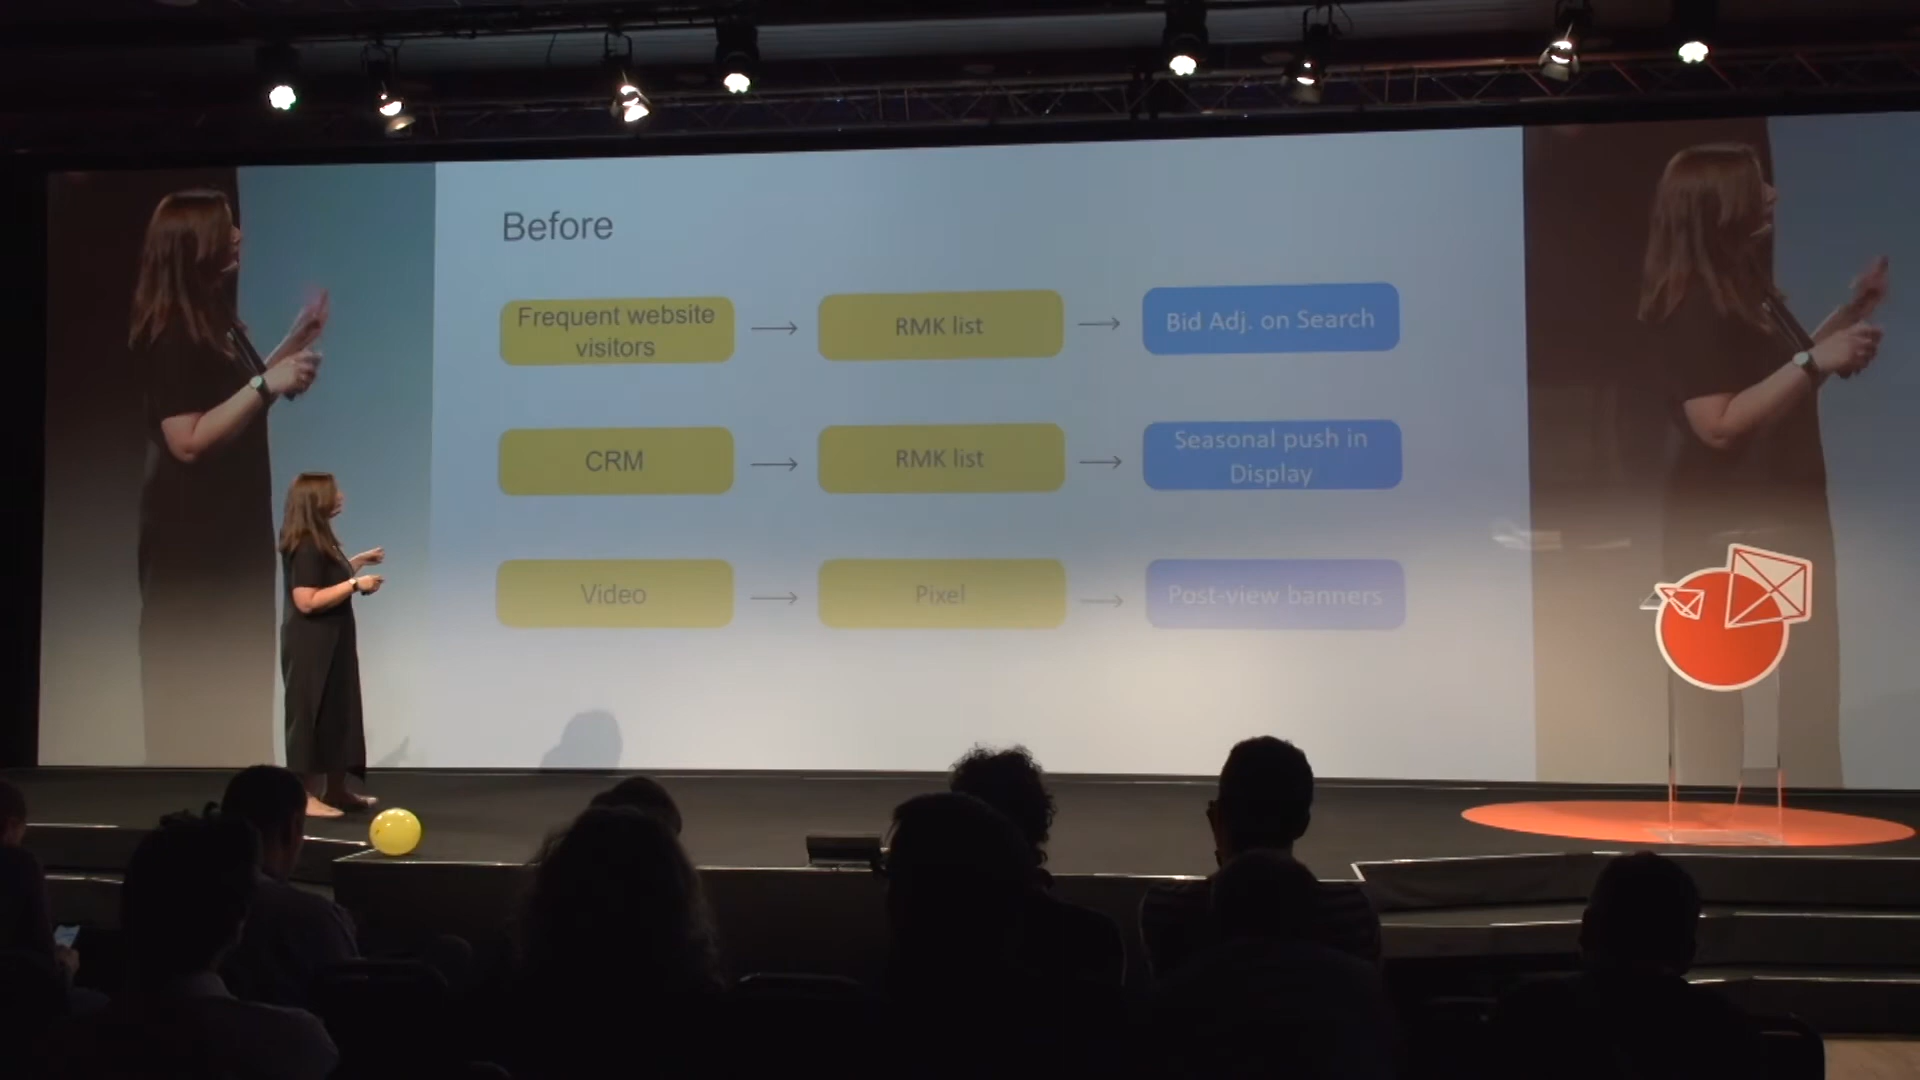 Before
Frequent website
visitors
RMK list
Bid Adj. on Search
CRM
RMK list
Seasonal push in
Display
Video
Pixel
Post-view banners